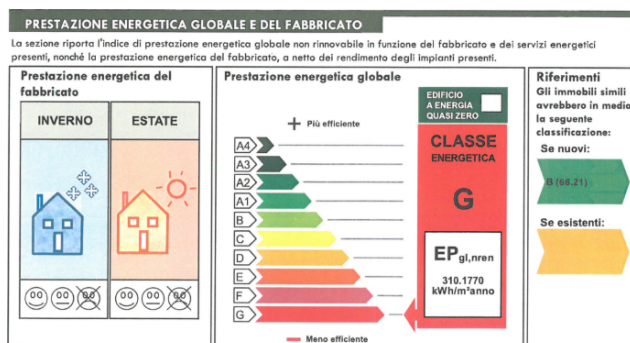 PRESTAZIONE ENERGETICA GLOBALE E DEL FABBRICATO
La sezione riporta l'indice di prestazione energetica globale non rinnovabile in funzione del fabbricato e dei servizi energetici
presenti, nonché la prestazione energetica del fabbricato, a netto del rendimento degli impianti presenti.
Prestazione energetica del
fabbricato
INVERNO
ESTATE
Prestazione energetica globale
+ Più efficiente
A4
A3
A2
A1
B
C
D
E
F
G
— Meno efficiente
EDIFICIO
A ENERGIA
QUASI ZERO
CLASSE
ENERGETICA
G
EPgl,nren
310.1770
kWh/m²anno
Riferimenti
Gli immobili simili
avrebbero in media
la seguente
classificazione:
Se nuovi:
B (66.21)
Se esistenti: